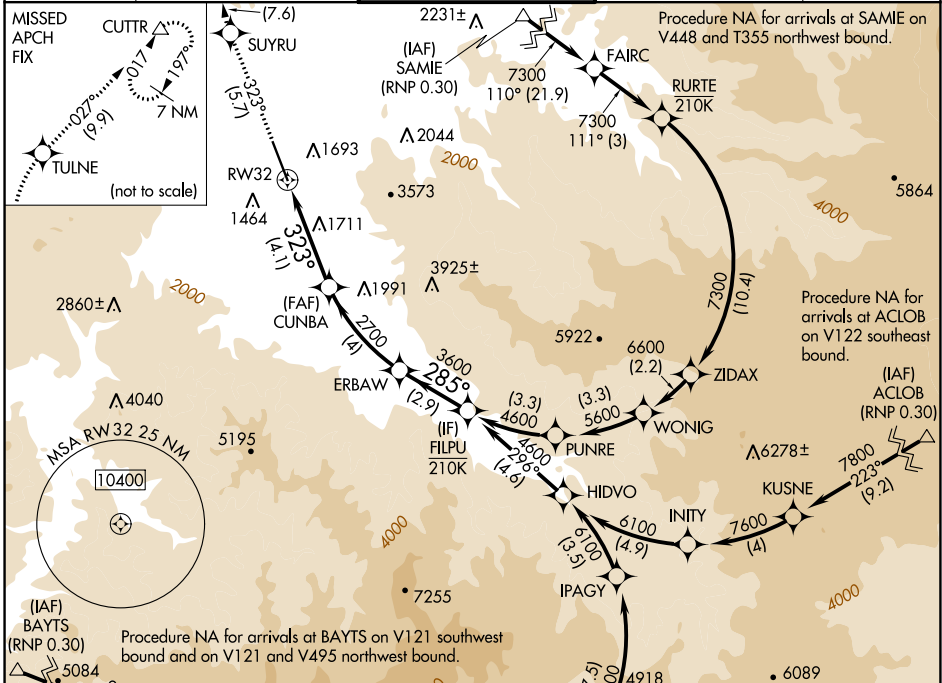 MISSED
APCH
FIX
CUTTR
017
197°
7 NM
027°
(9.9)
TULNE
(not to scale)
(7.6)
SUYRU
323°
(5.7)
2231±
(IAF)
SAMIE
(RNP 0.30)
7300
110° (21.9)
FAIRC
7300
111° (3)
RURTE
210K
Procedure NA for arrivals at SAMIE on
V448 and T355 northwest bound.
1693
2044
2000
RW32
3573
5864
4000
1464
1711
323°
(4.1)
3925±
1991
2000
2860±
(FAF)
CUNBA
7300
(10.4)
Procedure NA for
arrivals at ACLOB
on V122 southeast
bound.
2700
(4)
5922
6600
(2.2)
ZIDAX
3600
285°
(2.9)
ERBAW
(3.3)
4600
(3.3)
5600
WONIG
PUNRE
(IAF)
ACLOB
(RNP 0.30)
4040
5195
(IF)
FILPU
210K
4600
296°
(4.6)
6278±
7800
223°
(9.2)
MSA RW 32 25 NM
10400
HIDVO
KUSNE
INITY
7600
(4)
6100
(4.9)
6100
(3.5)
IPAGY
4000
7255
4000
(IAF)
BAYTS
(RNP 0.30)
5084
Procedure NA for arrivals at BAYTS on V121 southwest
bound and on V121 and V495 northwest bound.
4918
6089